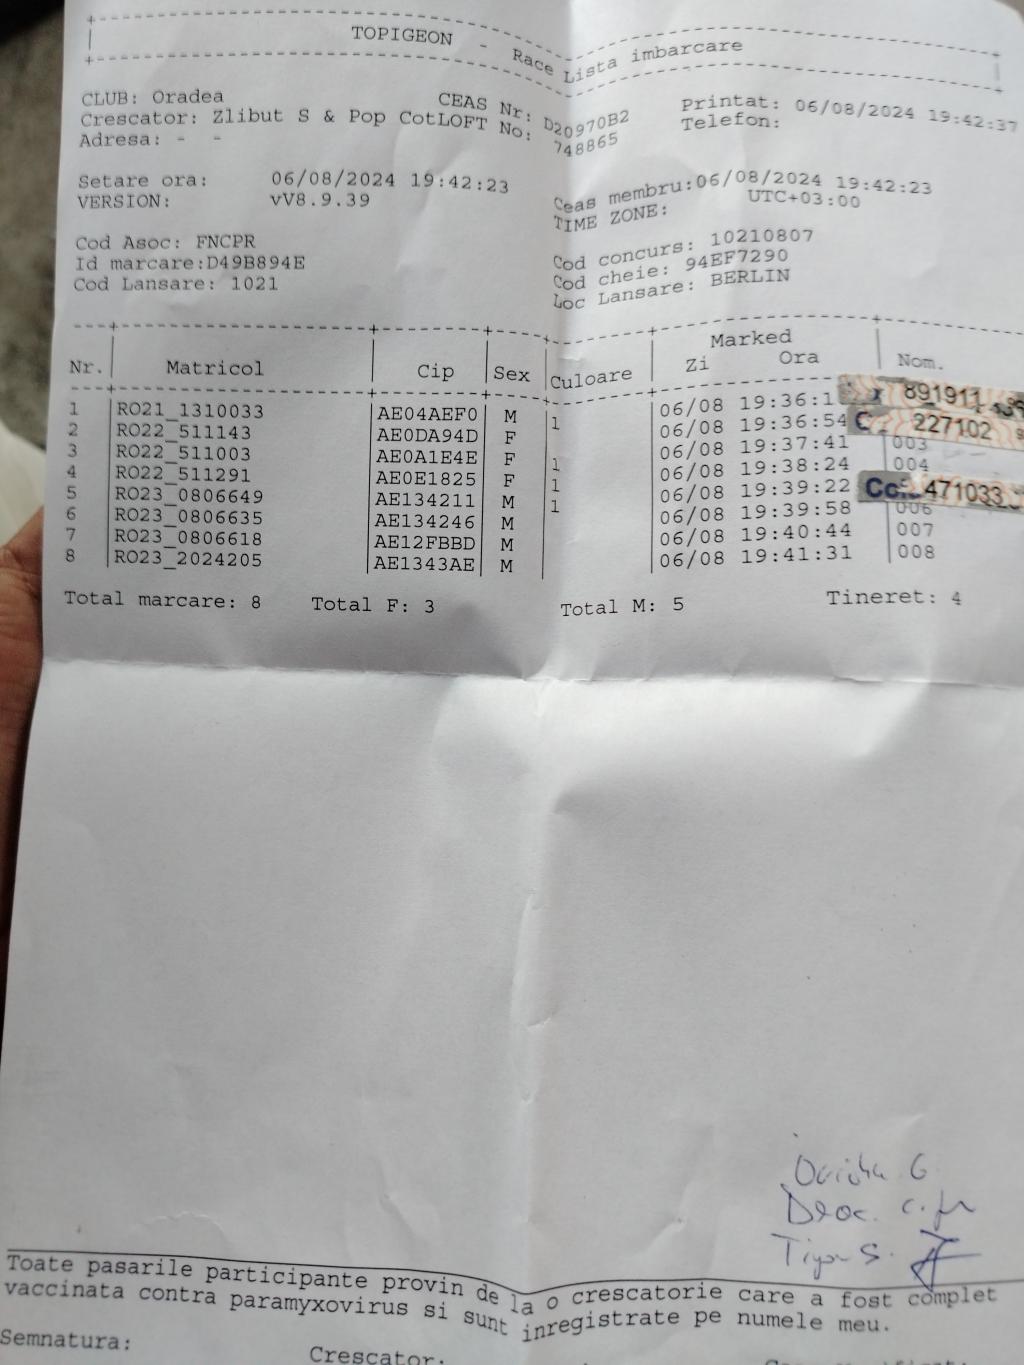 TOPIGEON - Race Lista imbarcare
CLUB: Oradea CEAS Nr: D20970B2 Printat: 06/08/2024 19:42:37
Crescator: Zlibut S & Pop CotLOFT No: 748865 Telefon:
Adresa: - -
Setare ora: 06/08/2024 19:42:23 Ceas membru:06/08/2024 19:42:23
VERSION: vV8.9.39 TIME ZONE: UTC+03:00
Cod Asoc: FNCPR Cod concurs: 10210807
Id marcare:D49B894E Cod cheie: 94EF7290
Cod Lansare: 1021 Loc Lansare: BERLIN
Marked
Nr. Matricol Cip Sex Culoare Zi Ora Nom.
1 RO21_1310033 AE04AEF0 M 1 06/08 19:36:1 891911
2 RO22_511143 AE0DA94D F 06/08 19:36:54 227102
3 RO22_511003 AE0A1E4E F 1 06/08 19:37:41 003
4 RO22_511291 AE0E1825 F 1 06/08 19:38:24 004
5 RO23_0806649 AE134211 M 1 06/08 19:39:22 471033
6 RO23_0806635 AE134246 M 06/08 19:39:58 006
7 RO23_0806618 AE12FBBD M 06/08 19:40:44 007
8 RO23_2024205 AE1343AE M 06/08 19:41:31 008
Total marcare: 8 Total F: 3 Total M: 5 Tineret: 4
Toate pasarile participante provin de la o crescatorie care a fost complet
vaccinata contra paramyxovirus si sunt inregistrate pe numele meu.
Semnatura:
Crescator.